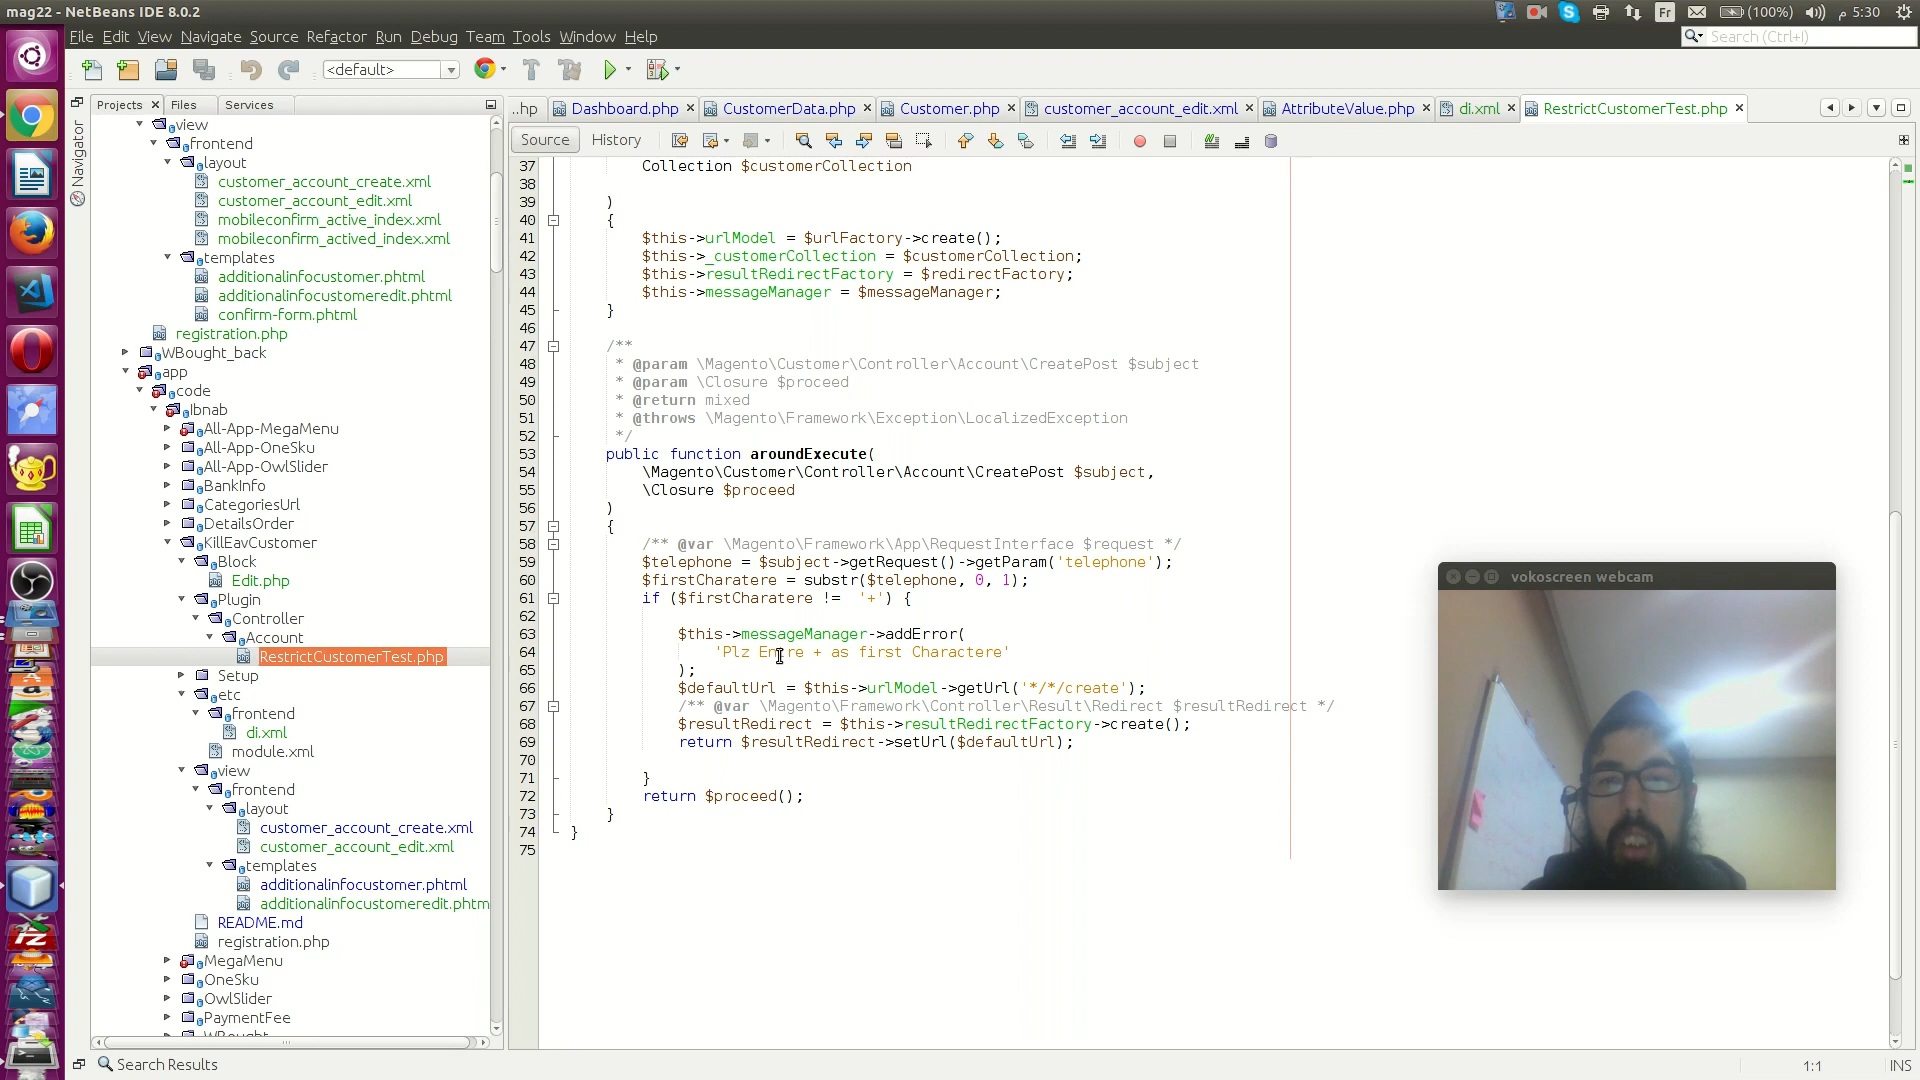 mag22 - NetBeans IDE 8.0.2
Fr (100%) 5:30 م
File Edit View Navigate Source Refactor Run Debug Team Tools Window Help
Search (Ctrl+I)
<default>
Projects Files Services
..hp Dashboard.php CustomerData.php Customer.php customer_account_edit.xml AttributeValue.php di.xml RestrictCustomerTest.php
Source History
Navigator
view
frontend
layout
customer_account_create.xml
customer_account_edit.xml
mobileconfirm_active_index.xml
mobileconfirm_actived_index.xml
templates
additionalinfocustomer.phtml
additionalinfocustomeredit.phtml
confirm-form.phtml
registration.php
WBought_back
app
code
Ibnab
All-App-MegaMenu
All-App-OneSku
All-App-OwlSlider
BankInfo
CategoriesUrl
DetailsOrder
KillEavCustomer
Block
Edit.php
Plugin
Controller
Account
RestrictCustomerTest.php
Setup
etc
frontend
di.xml
module.xml
view
frontend
layout
customer_account_create.xml
customer_account_edit.xml
templates
additionalinfocustomer.phtml
additionalinfocustomeredit.phtm
README.md
registration.php
MegaMenu
OneSku
OwlSlider
PaymentFee
WBought
37 Collection $customerCollection
38
39 )
40 {
41 $this->urlModel = $urlFactory->create();
42 $this->_customerCollection = $customerCollection;
43 $this->resultRedirectFactory = $redirectFactory;
44 $this->messageManager = $messageManager;
45 }
46
47 /**
48 * @param \Magento\Customer\Controller\Account\CreatePost $subject
49 * @param \Closure $proceed
50 * @return mixed
51 * @throws \Magento\Framework\Exception\LocalizedException
52 */
53 public function aroundExecute(
54 \Magento\Customer\Controller\Account\CreatePost $subject,
55 \Closure $proceed
56 )
57 {
58 /** @var \Magento\Framework\App\RequestInterface $request */
59 $telephone = $subject->getRequest()->getParam('telephone');
60 $firstCharatere = substr($telephone, 0, 1);
61 if ($firstCharatere != '+') {
62
63 $this->messageManager->addError(
64 'Plz Entre + as first Charactere'
65 );
66 $defaultUrl = $this->urlModel->getUrl('*/*/create');
67 /** @var \Magento\Framework\Controller\Result\Redirect $resultRedirect */
68 $resultRedirect = $this->resultRedirectFactory->create();
69 return $resultRedirect->setUrl($defaultUrl);
70
71 }
72 return $proceed();
73 }
74 }
75
vokoscreen webcam
Search Results
1:1 INS